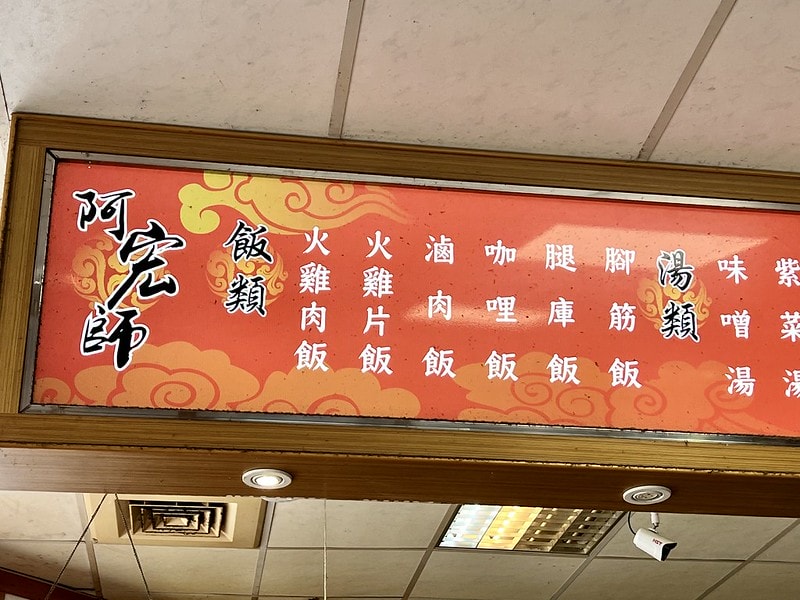 阿宏師
飯類
火雞肉飯
火雞片飯
滷肉飯
咖哩飯
腿庫飯
腳筋飯
湯類
味噌湯
紫菜湯